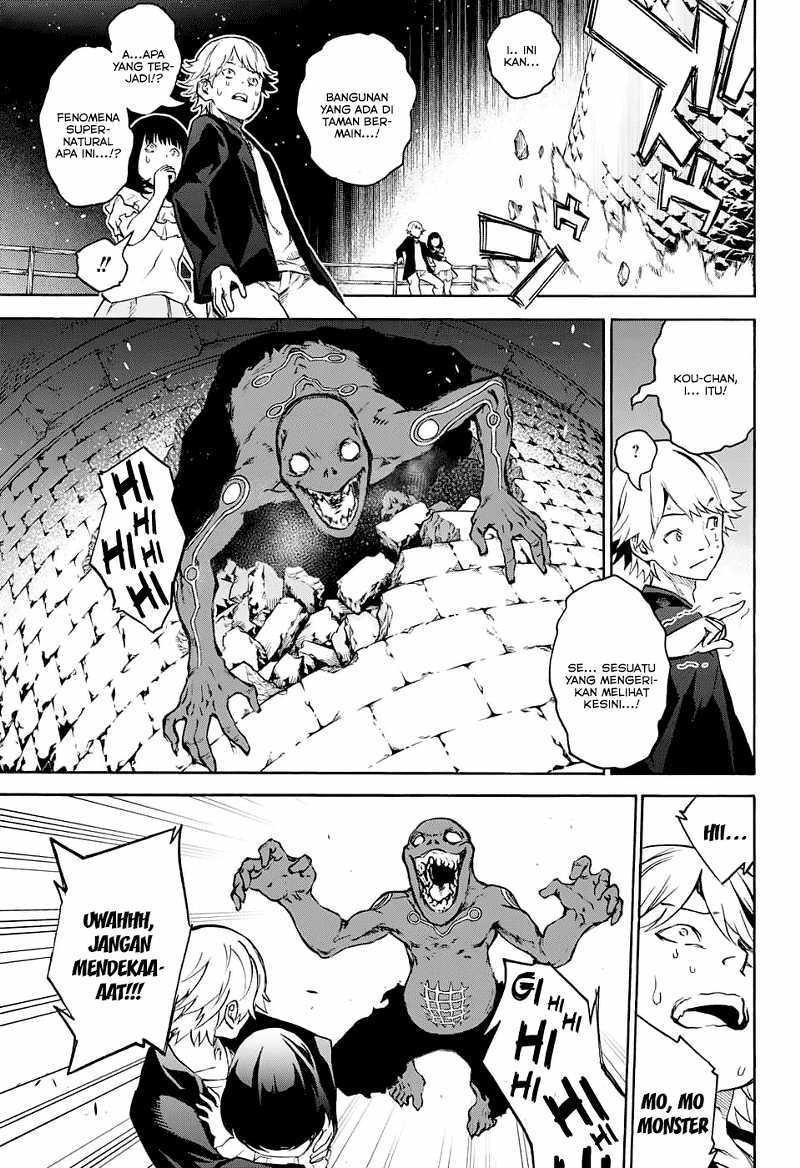 I.. INI
KAN...
BANGUNAN
YANG ADA DI
TAMAN BER-
MAIN...!
A...APA
YANG TER-
JADI!?
FENOMENA
SUPER-
NATURAL
APA INI...!?
!!
KOU-CHAN,
I... ITU!
?
SE... SESUATU
YANG MENGERI-
KAN MELIHAT
KESINI...!
HI
HI
HI
HI
HI
HI
HII...
MO, MO
MONSTER
GI HI HI
HI
HI HI
HI
HI
UWAHHH,
JANGAN
MENDEKAA-
AAT!!!